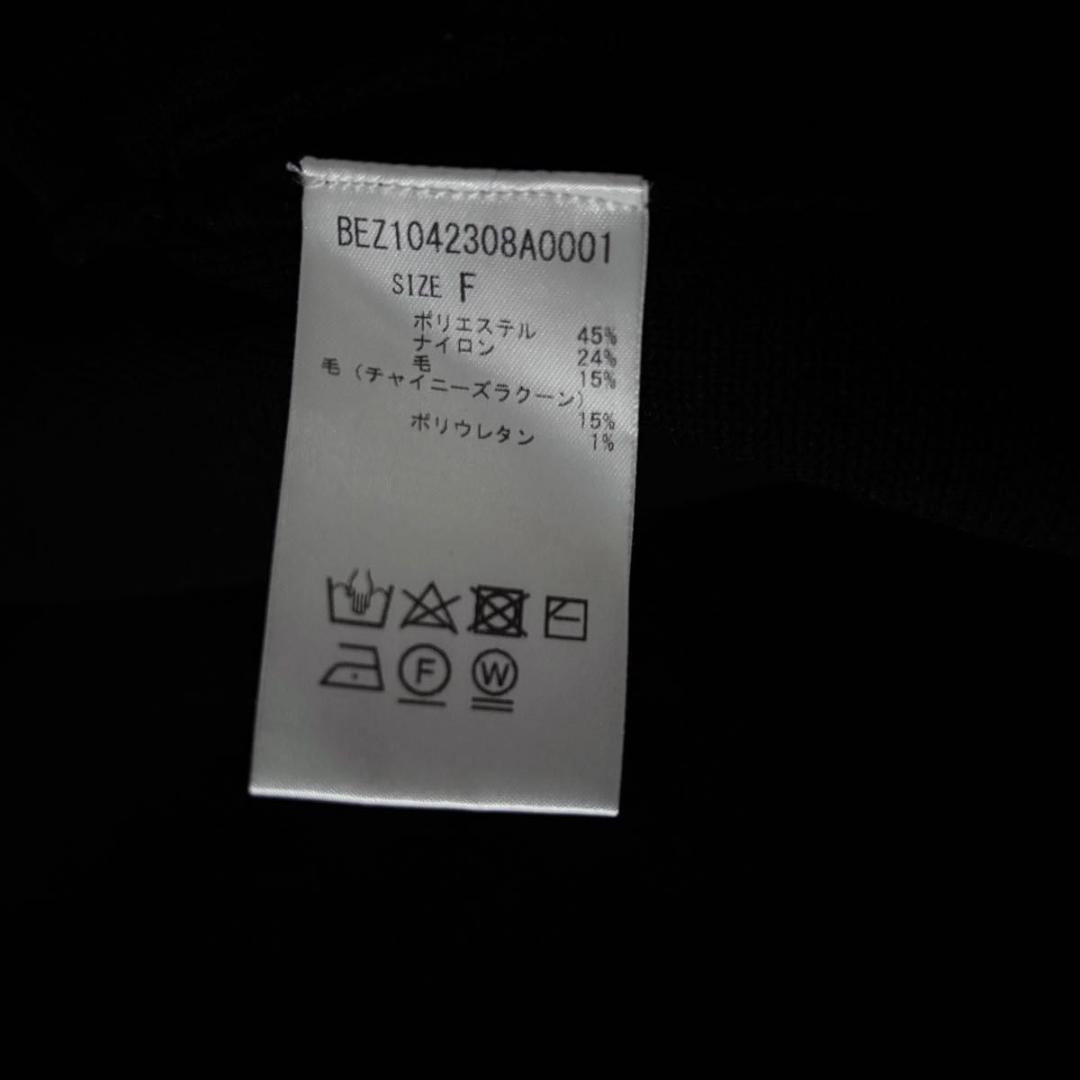 BEZ1042308A0001
SIZE F
ポリエステル 45%
ナイロン 24%
毛 15%
毛(チャイニーズラクーン)
15%
ポリウレタン 1%
F W